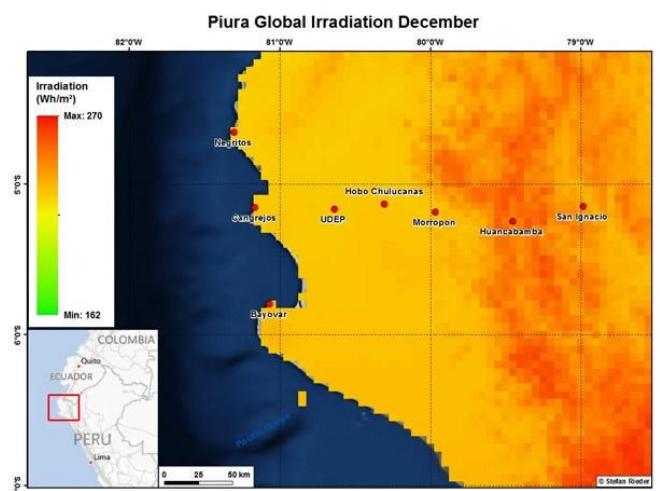 Piura Global Irradiation December
82°0'W
81°0'W
80°0'W
79°0'W
Irradiation
(Wh/m²)
Max: 270
Min: 162
Negritos
5°0'S
Cangrejos
UDEP
Hobo Chulucanas
Morropon
Huancabamba
San Ignacio
Bayovar
6°0'S
COLOMBIA
Quito
ECUADOR
PERU
Lima
0 25 50 km
© Stefan Rieder